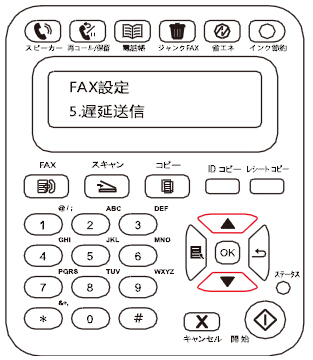 スピーカー 再コール/保留 電話帳 ジャンクFAX 省エネ インク節約
FAX設定
5.遅延送信
FAX スキャン コピー IDコピー レシートコピー
@/: ABC DEF
1 2 3
GHI JKL MNO
4 5 6 OK
PQRS TUV WXYZ ステータス
7 8 9
&+,
* 0 # X
キャンセル 開始